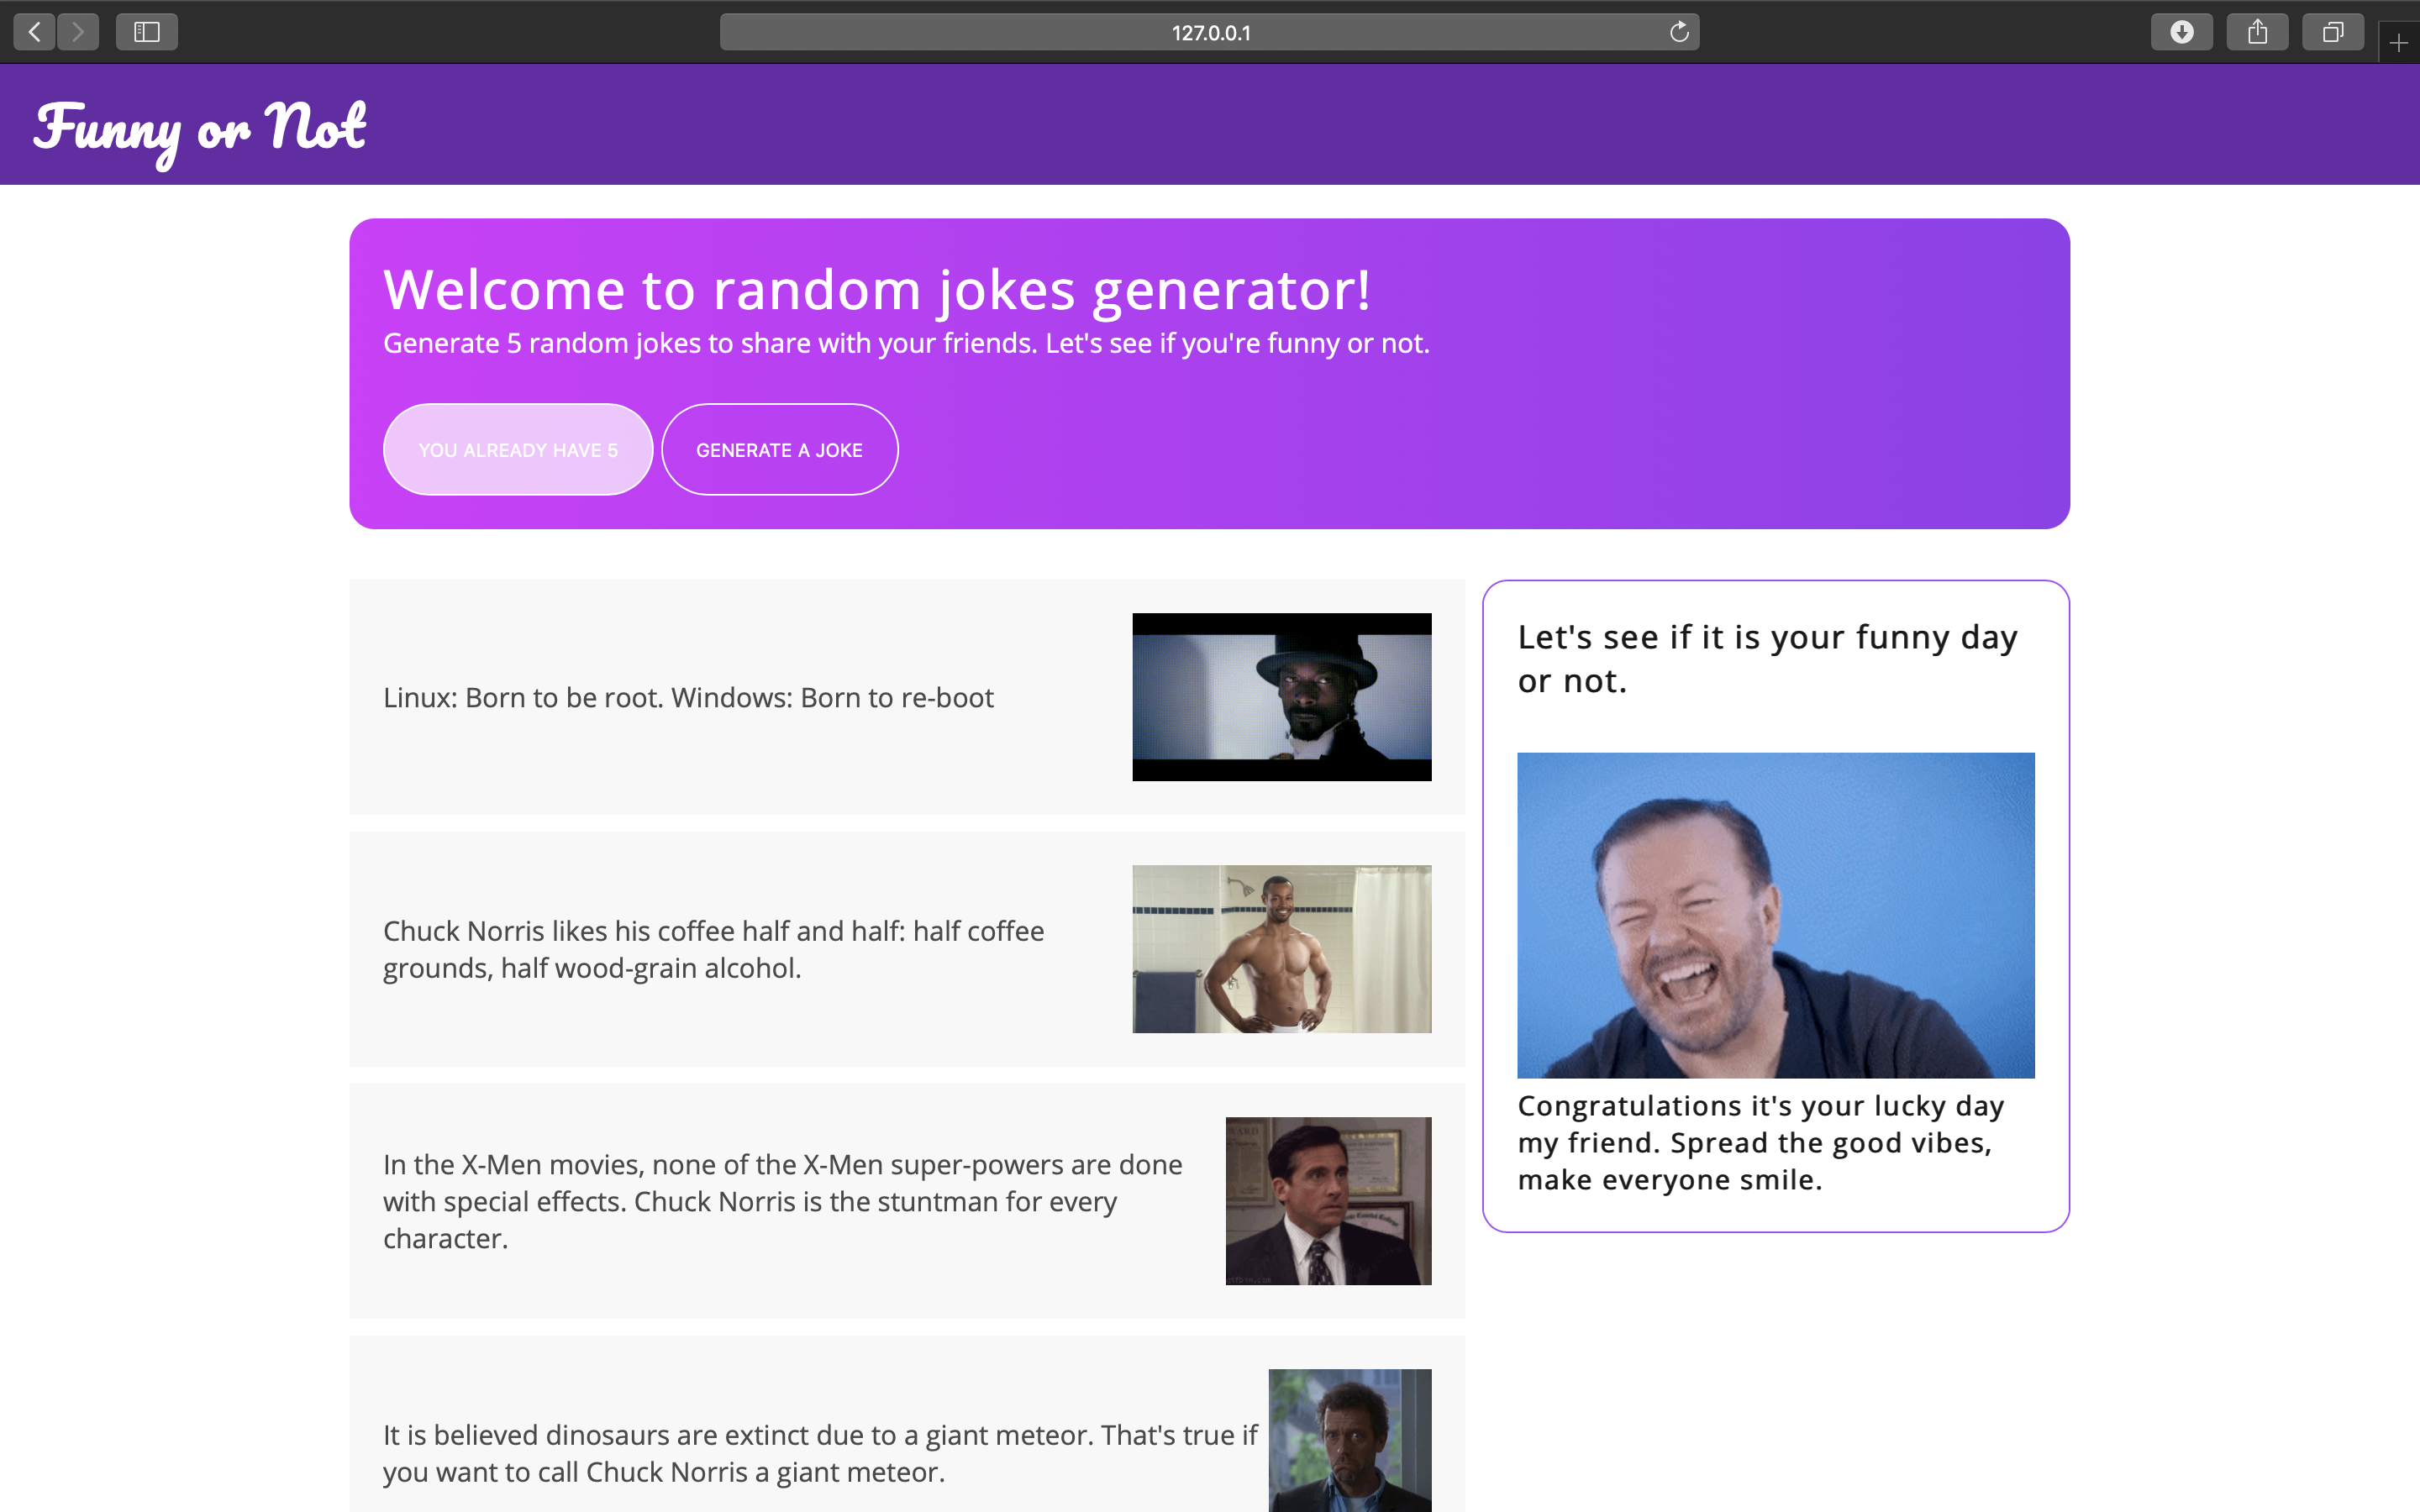 127.0.0.1
Funny or Not
Welcome to random jokes generator!
Generate 5 random jokes to share with your friends. Let's see if you're funny or not.
YOU ALREADY HAVE 5
GENERATE A JOKE
Linux: Born to be root. Windows: Born to re-boot
Chuck Norris likes his coffee half and half: half coffee
grounds, half wood-grain alcohol.
In the X-Men movies, none of the X-Men super-powers are done
with special effects. Chuck Norris is the stuntman for every
character.
It is believed dinosaurs are extinct due to a giant meteor. That's true if
you want to call Chuck Norris a giant meteor.
Let's see if it is your funny day
or not.
Congratulations it's your lucky day
my friend. Spread the good vibes,
make everyone smile.